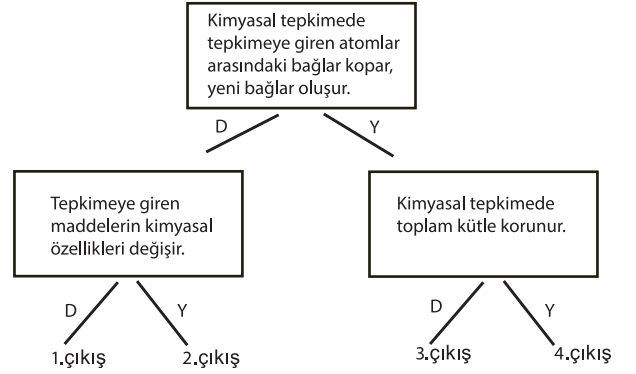 Kimyasal tepkimede
tepkimeye giren atomlar
arasındaki bağlar kopar,
yeni bağlar oluşur.
D
Y
Tepkimeye giren
maddelerin kimyasal
özellikleri değişir.
Kimyasal tepkimede
toplam kütle korunur.
D
Y
D
Y
1.çıkış
2.çıkış
3.çıkış
4.çıkış